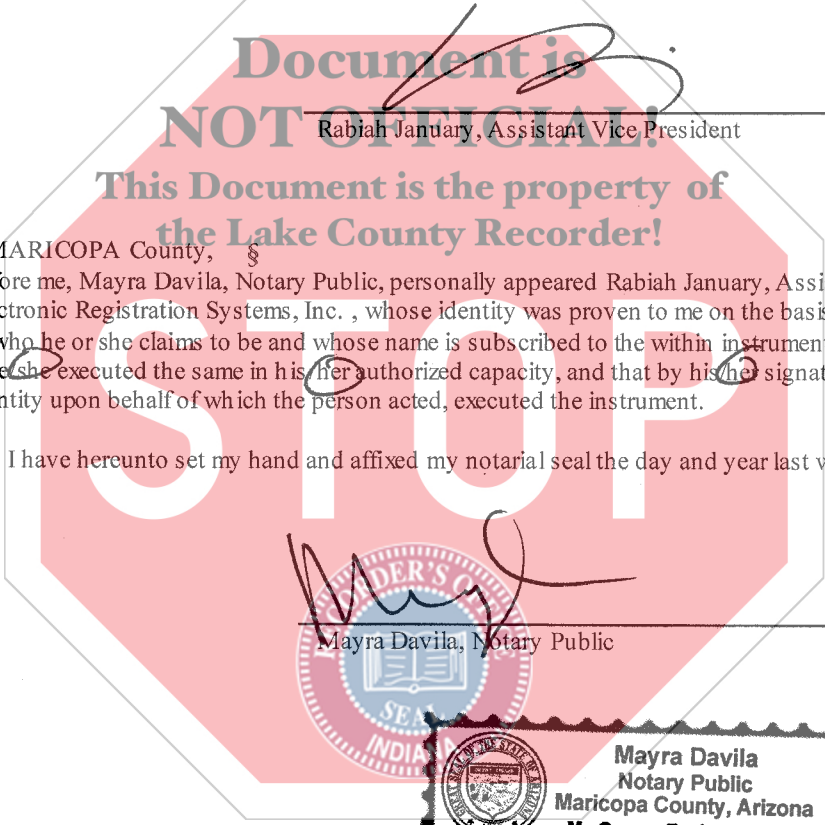 Document is
NOT OFFICIAL!
Rabiah January, Assistant Vice President
This Document is the property of
the Lake County Recorder!
MARICOPA County, §
ore me, Mayra Davila, Notary Public, personally appeared Rabiah January, Assi
ctronic Registration Systems, Inc. , whose identity was proven to me on the basis
who he or she claims to be and whose name is subscribed to the within instrument
e/she executed the same in his/her authorized capacity, and that by his/her signat
ntity upon behalf of which the person acted, executed the instrument.
STOP
I have hereunto set my hand and affixed my notarial seal the day and year last w
Mayra Davila, Notary Public
RECORDER'S OFFICE
SEAL
INDIANA
Mayra Davila
Notary Public
Maricopa County, Arizona